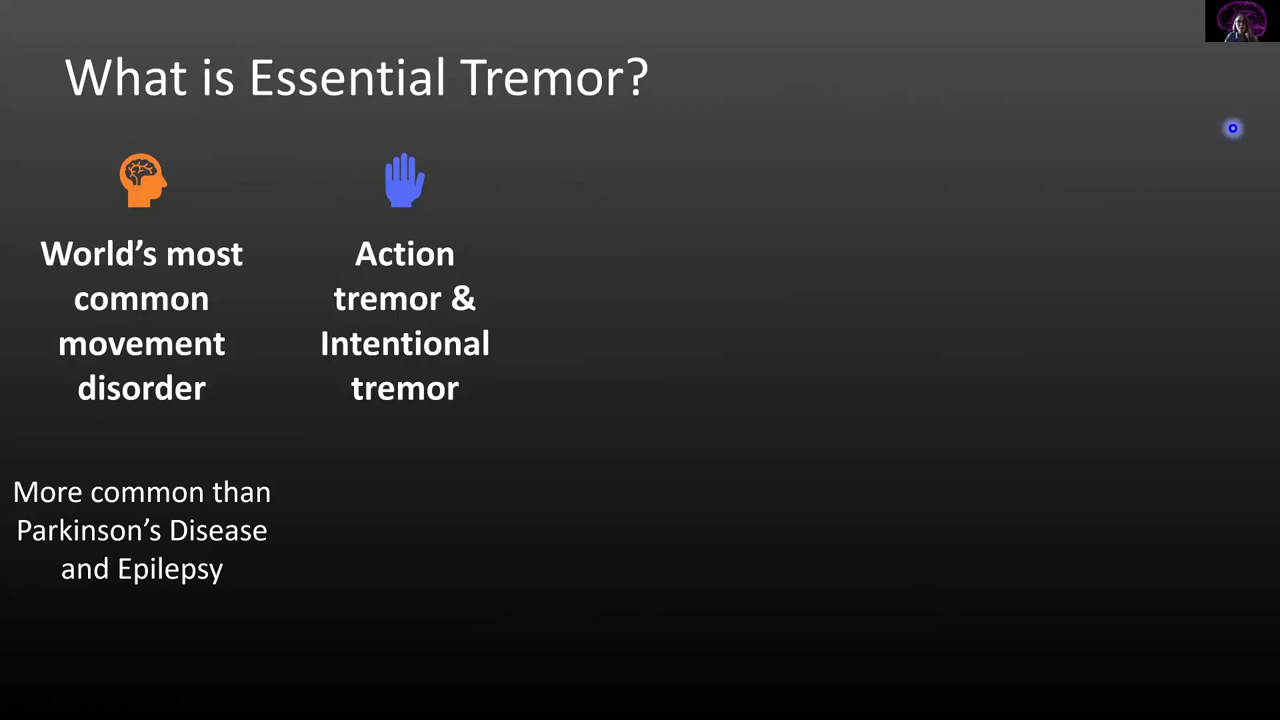 What is Essential Tremor?
World's most
common
movement
disorder
Action
tremor &
Intentional
tremor
More common than
Parkinson's Disease
and Epilepsy